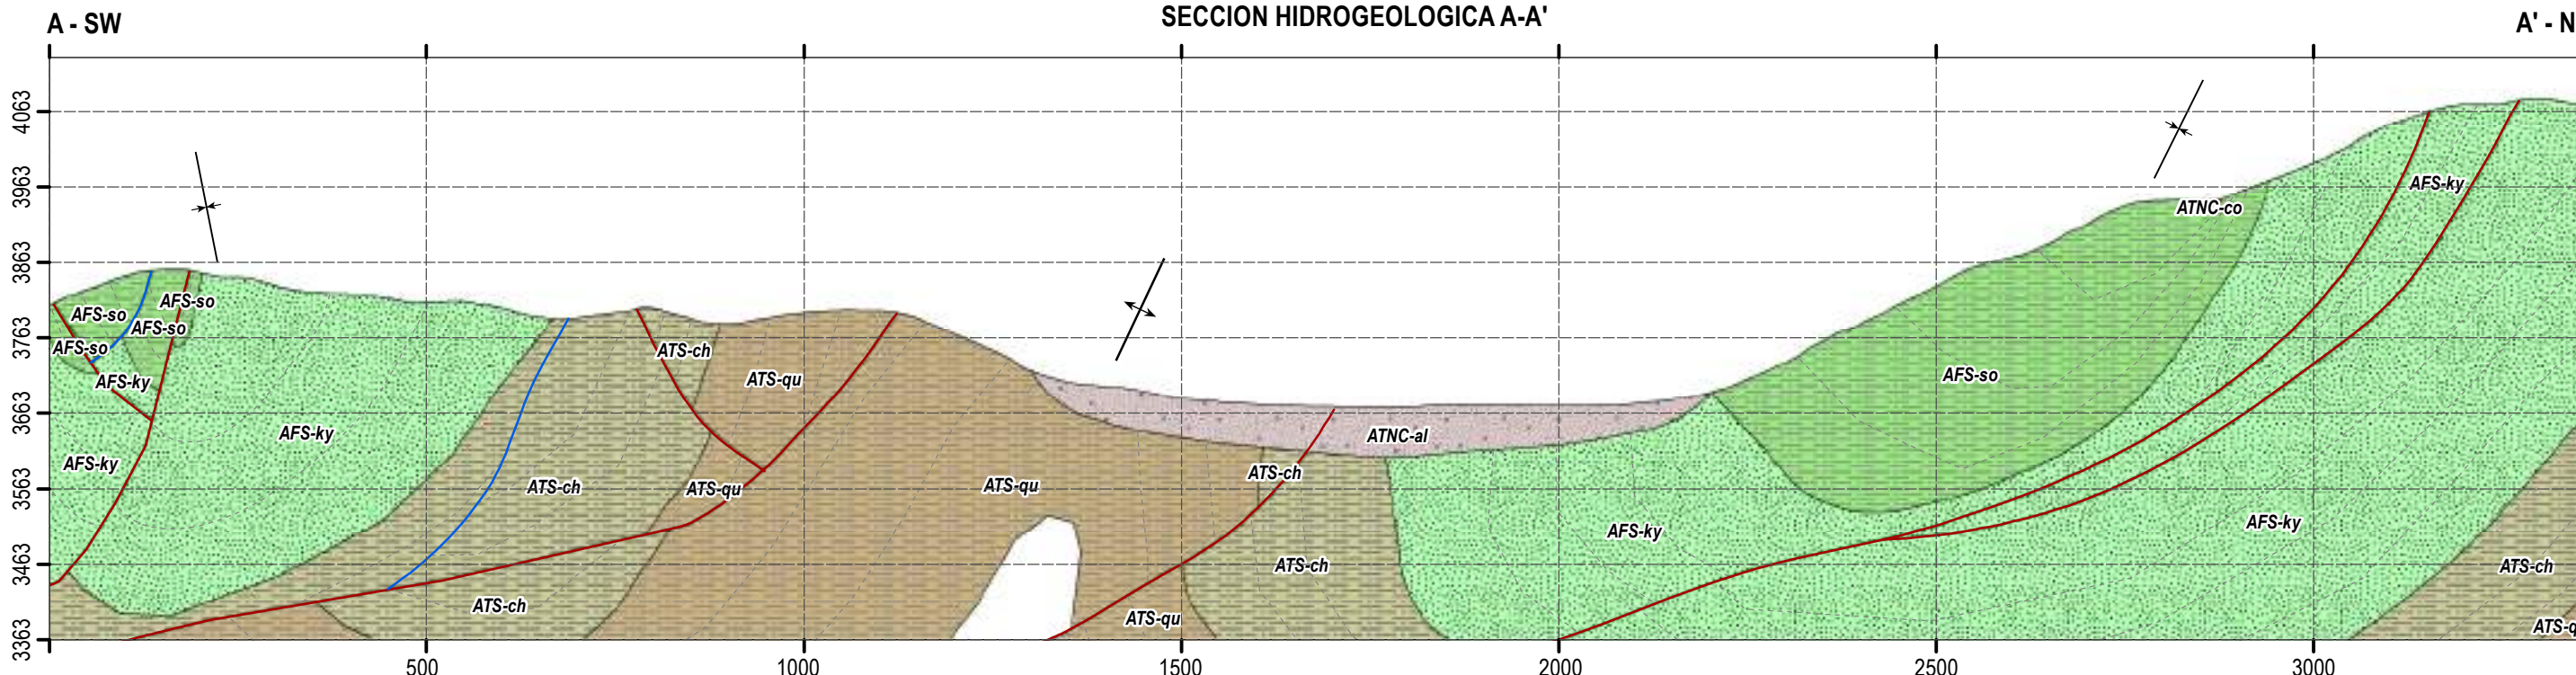 SECCION HIDROGEOLOGICA A-A'
A - SW
A' - N
4063
3963
3863
3763
3663
3563
3463
3363
ATNC-co
AFS-ky
AFS-so
AFS-so
AFS-so
AFS-so
AFS-ky
AFS-ky
AFS-ky
ATS-ch
ATS-qu
ATS-ch
ATS-qu
ATS-qu
ATS-ch
ATNC-al
ATS-ch
ATS-ch
ATS-qu
AFS-so
AFS-ky
AFS-ky
ATS-ch
ATS-q
500
1000
1500
2000
2500
3000